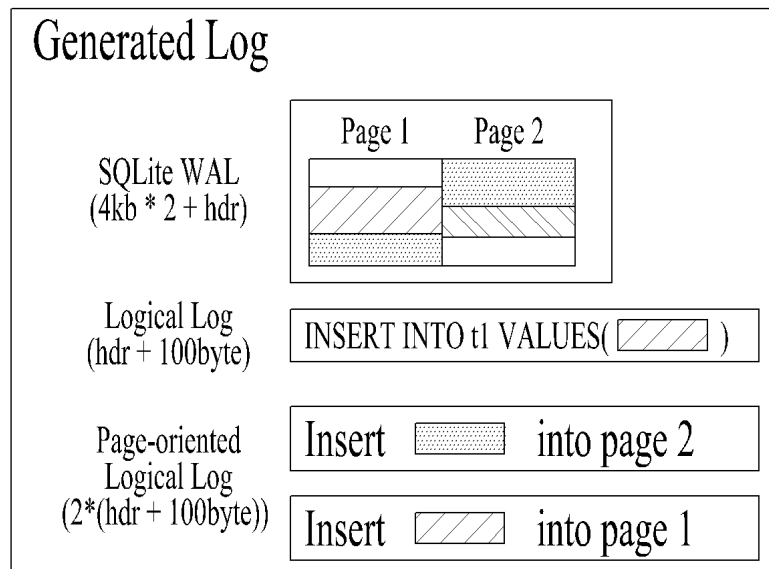 Generated Log
Page 1 Page 2
SQLite WAL
(4kb * 2 + hdr)
Logical Log
(hdr + 100byte)
INSERT INTO t1 VALUES( )
Page-oriented
Logical Log
(2*(hdr + 100byte))
Insert into page 2
Insert into page 1